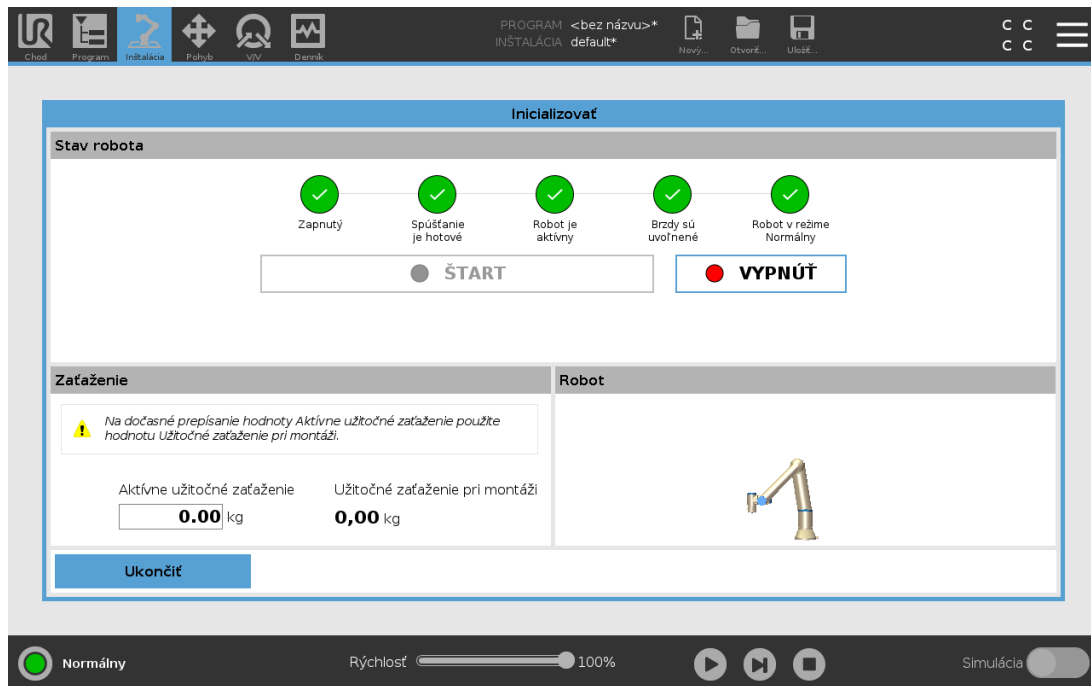 PROGRAM <bez názvu>*
INŠTALÁCIA default*
Chod Program Inštalácia Pohyb V/V Denník Nový... Otvoriť... Uložiť...
C C
C C
Inicializovať
Stav robota
Zapnutý Spúšťanie je hotové Robot je aktívny Brzdy sú uvoľnené Robot v režime Normálny
ŠTART VYPNÚŤ
Zaťaženie Robot
Na dočasné prepísanie hodnoty Aktívne užitočné zaťaženie použite
hodnotu Užitočné zaťaženie pri montáži.
Aktívne užitočné zaťaženie Užitočné zaťaženie pri montáži
0.00 kg 0,00 kg
Ukončiť
Normálny Rýchlosť 100% Simulácia